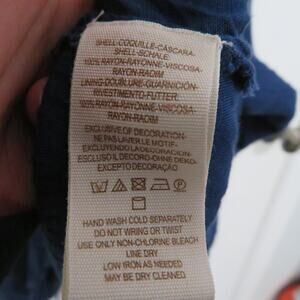 SHELL-COQUILLE-CASCARA-
SHELL-SCHALE:
100% RAYON-RAYONNE-VISCOSA-
RAYON-RAOIM
LINING-DOUBLURE-GUARNICION-
INVESTIMENTO-FUTTER:
100% RAYON-RAYONNE-VISCOSA-
RAYON-RAOIM
EXCLUSIVE OF DECORATION-
NE PAS LAVER LE MOTIF-
EXCLUYENDO LA DECORACION-
ESCLUSO IL DECORO-OHNE DEKO-
EXCEPTO DECORAÇÃO
HAND WASH COLD SEPARATELY
DO NOT WRING OR TWIST
USE ONLY NON-CHLORINE BLEACH
LINE DRY
LOW IRON AS NEEDED
MAY BE DRY CLEANED